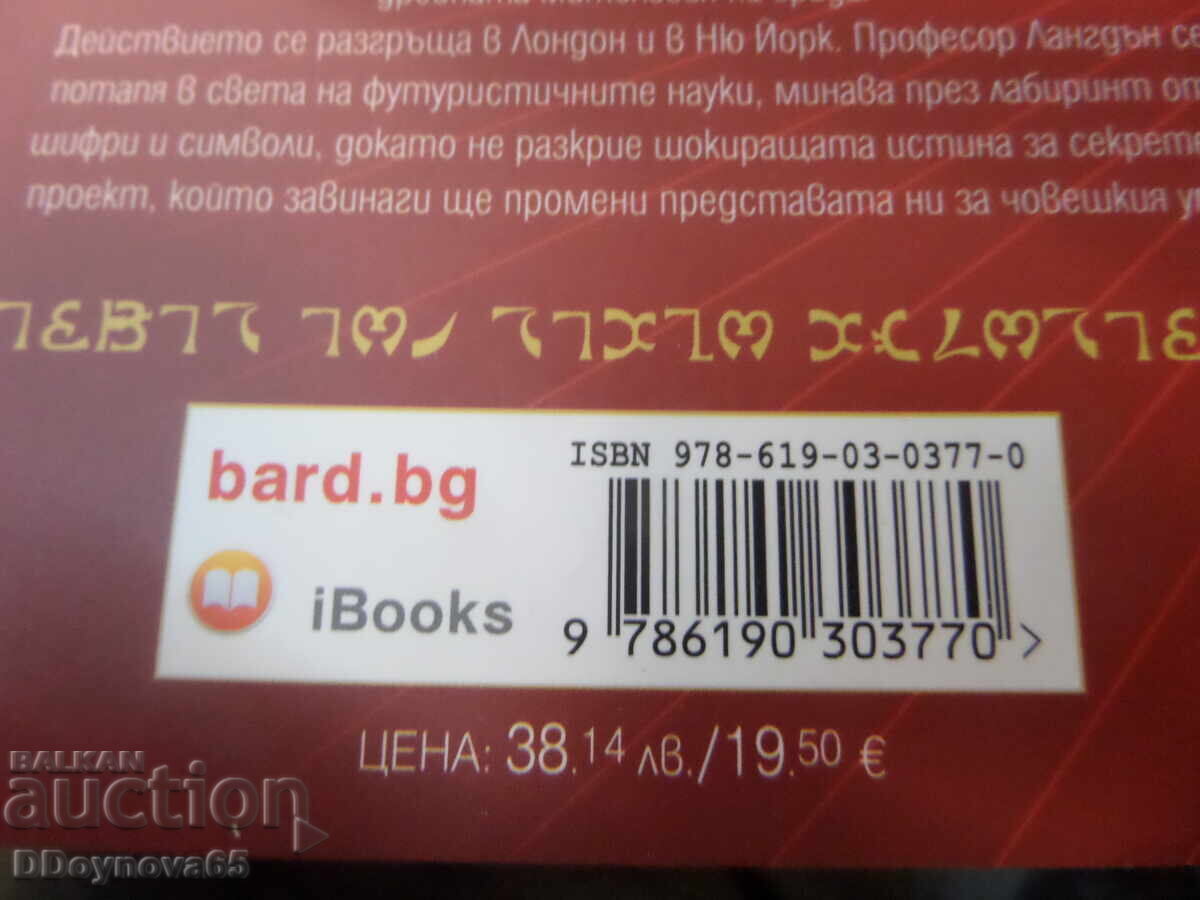 Действието се разгръща в Лондон и в Ню Йорк. Професор Лангдън се
потапя в света на футуристичните науки, минава през лабиринт от
шифри и символи, докато не разкрие шокиращата истина за секрете
проект, който завинаги ще промени представата ни за човешкия у
bard.bg
iBooks
ISBN 978-619-03-0377-0
9 786190 303770 >
ЦЕНА: 38.14 лв./19.50 €
BALKAN
auction
DDoynova65